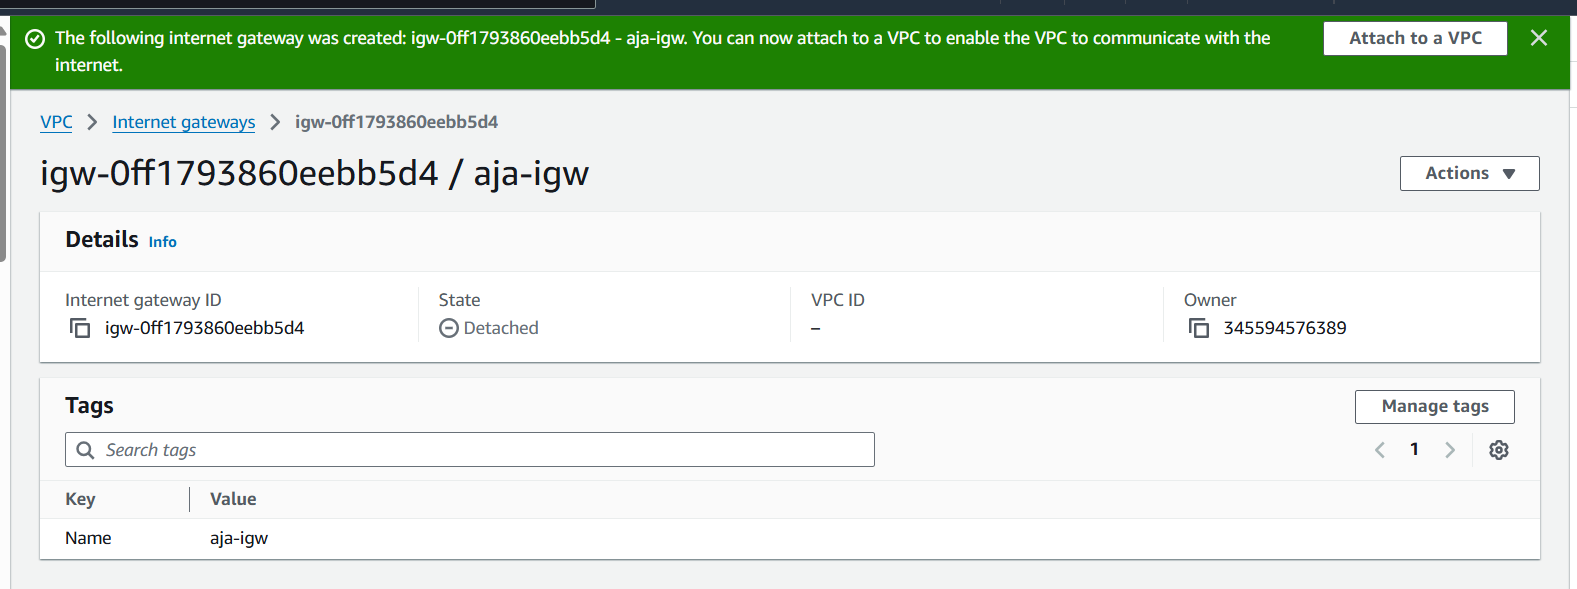 The following internet gateway was created: igw-0ff1793860eebb5d4 - aja-igw. You can now attach to a VPC to enable the VPC to communicate with the
internet.
Attach to a VPC
VPC
Internet gateways
igw-0ff1793860eebb5d4
igw-0ff1793860eebb5d4 / aja-igw
Actions
Details Info
Internet gateway ID
igw-0ff1793860eebb5d4
State
Detached
VPC ID
–
Owner
345594576389
Tags
Manage tags
Search tags
1
Key Value
Name aja-igw